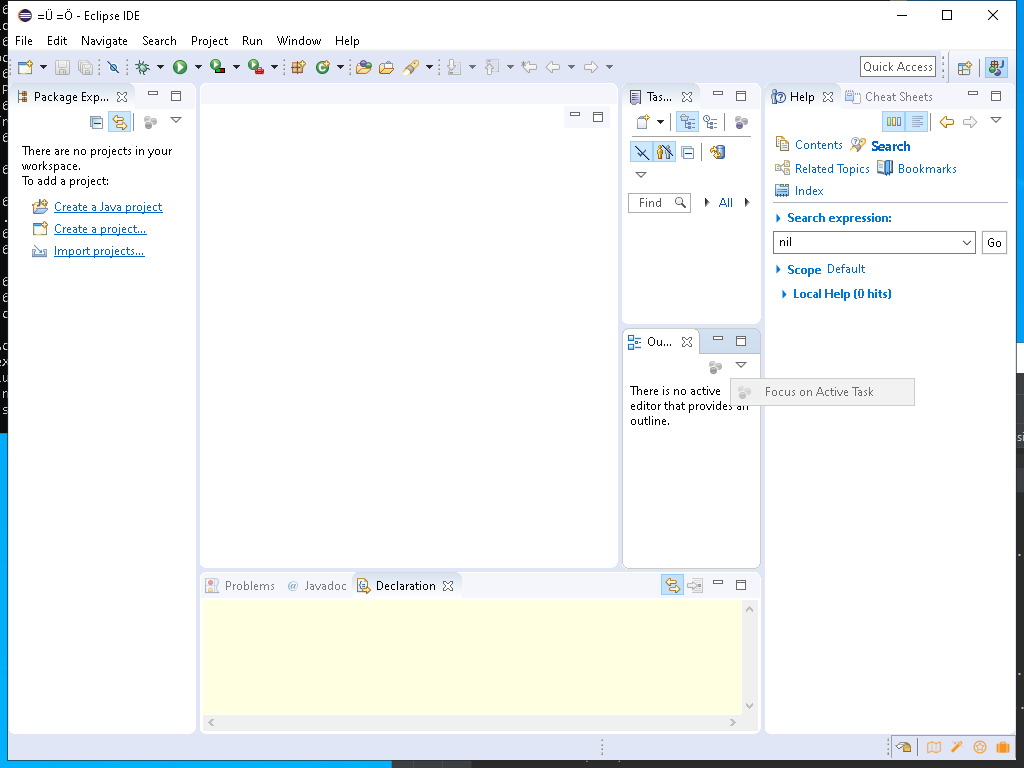 =Ü =Ö - Eclipse IDE
File Edit Navigate Search Project Run Window Help
Quick Access
Package Exp...
There are no projects in your
workspace.
To add a project:
Create a Java project
Create a project...
Import projects...
Tas...
Find
All
Ou...
There is no active
editor that provides an
outline.
Focus on Active Task
Help Cheat Sheets
Contents Search
Related Topics Bookmarks
Index
Search expression:
nil
Go
Scope Default
Local Help (0 hits)
Problems @ Javadoc Declaration